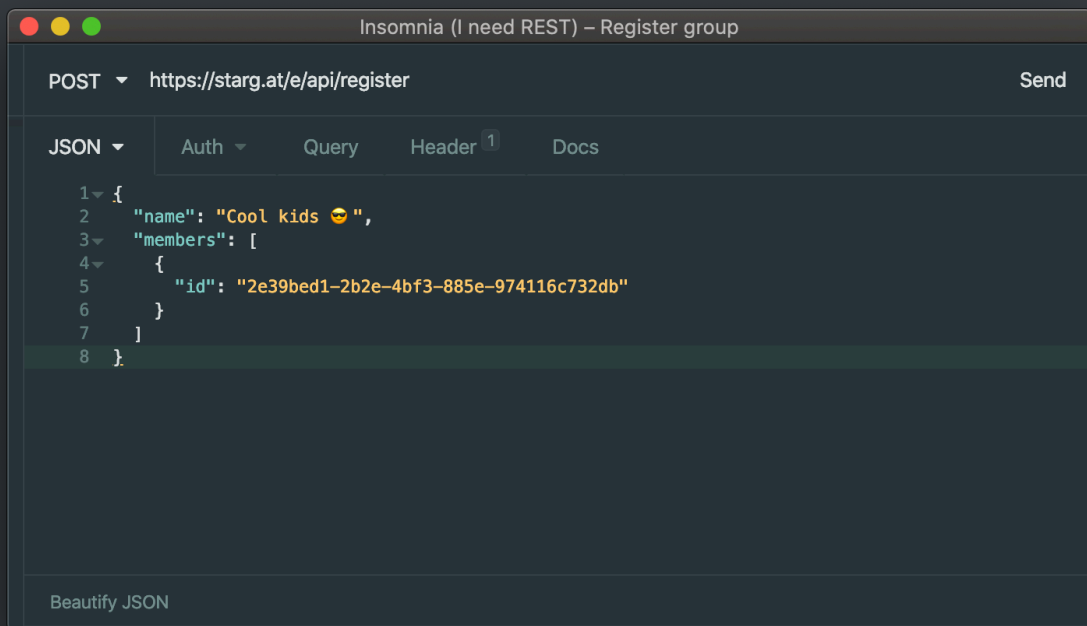 Insomnia (I need REST) – Register group
POST https://starg.at/e/api/register Send
JSON Auth Query Header 1 Docs
1 {
2 "name": "Cool kids 😎",
3 "members": [
4 {
5 "id": "2e39bed1-2b2e-4bf3-885e-974116c732db"
6 }
7 ]
8 }
Beautify JSON